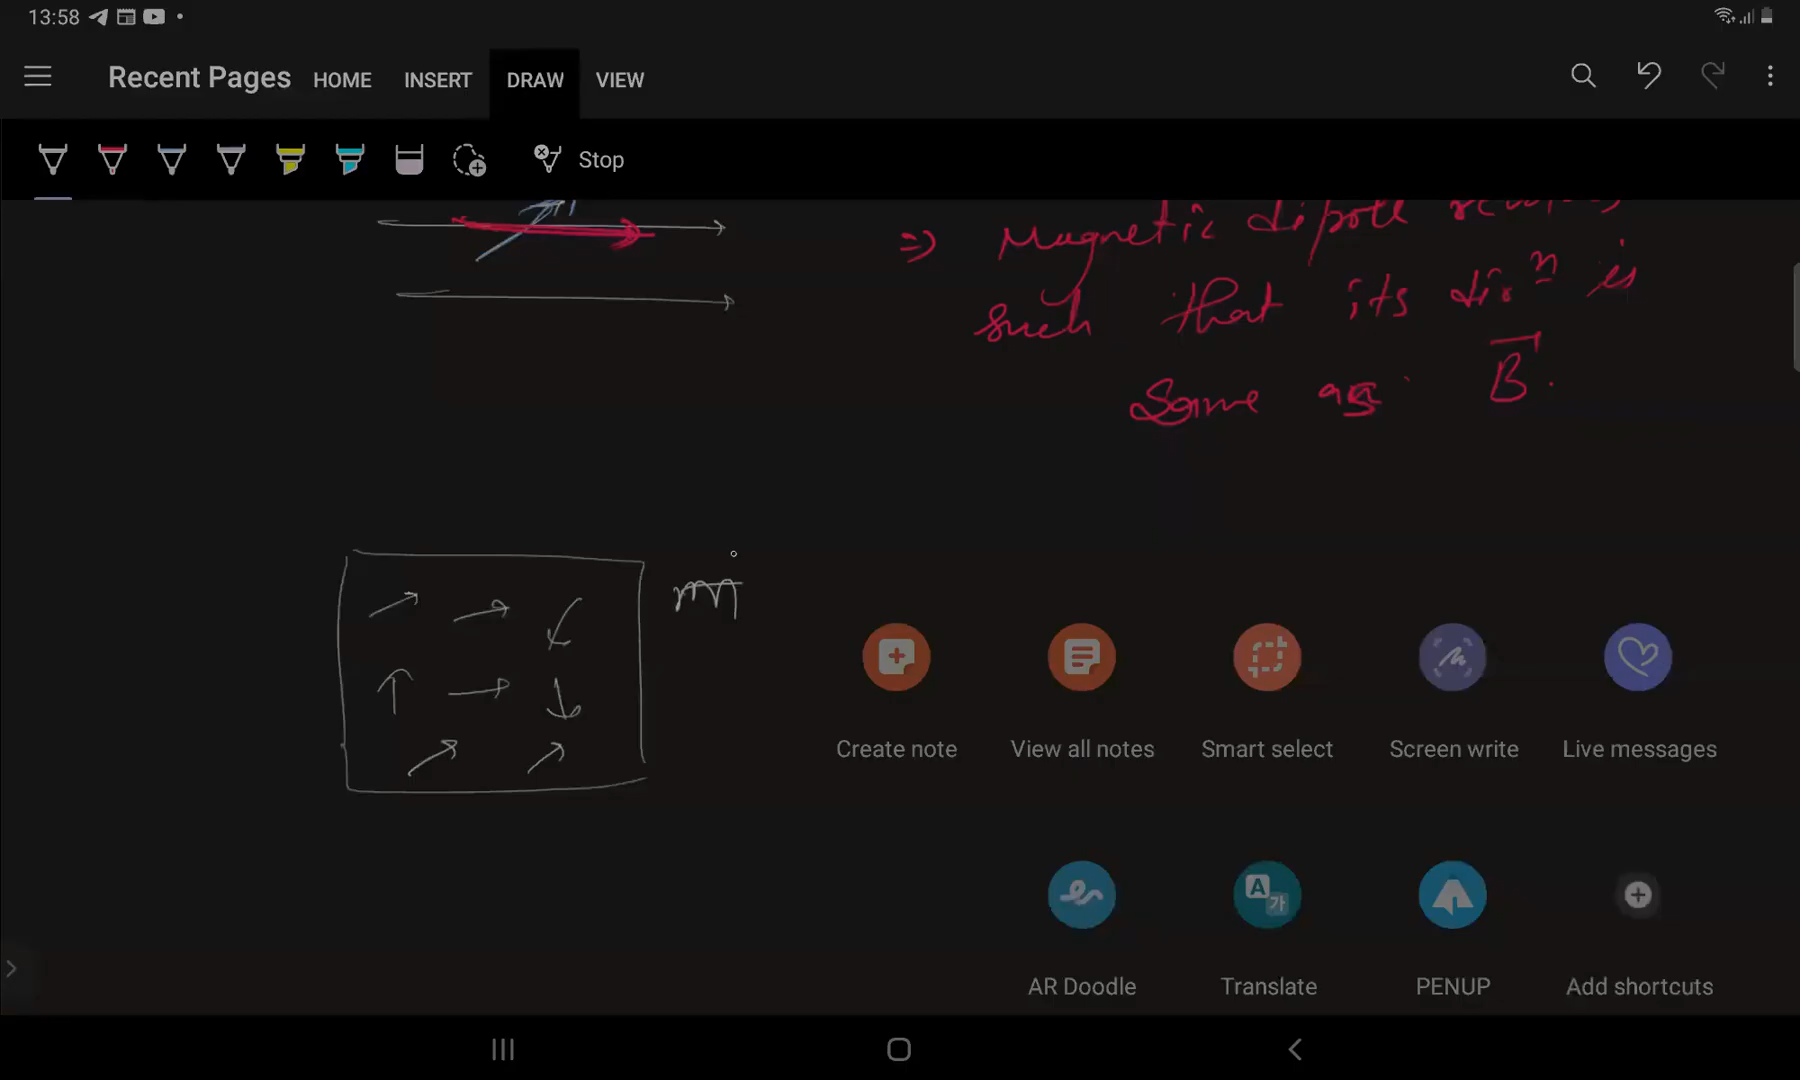 13:58
Recent Pages HOME INSERT DRAW VIEW
Stop
⇒ Magnetic dipole
such that its dirⁿ is
Same as B.
m
Create note View all notes Smart select Screen write Live messages
AR Doodle Translate PENUP Add shortcuts